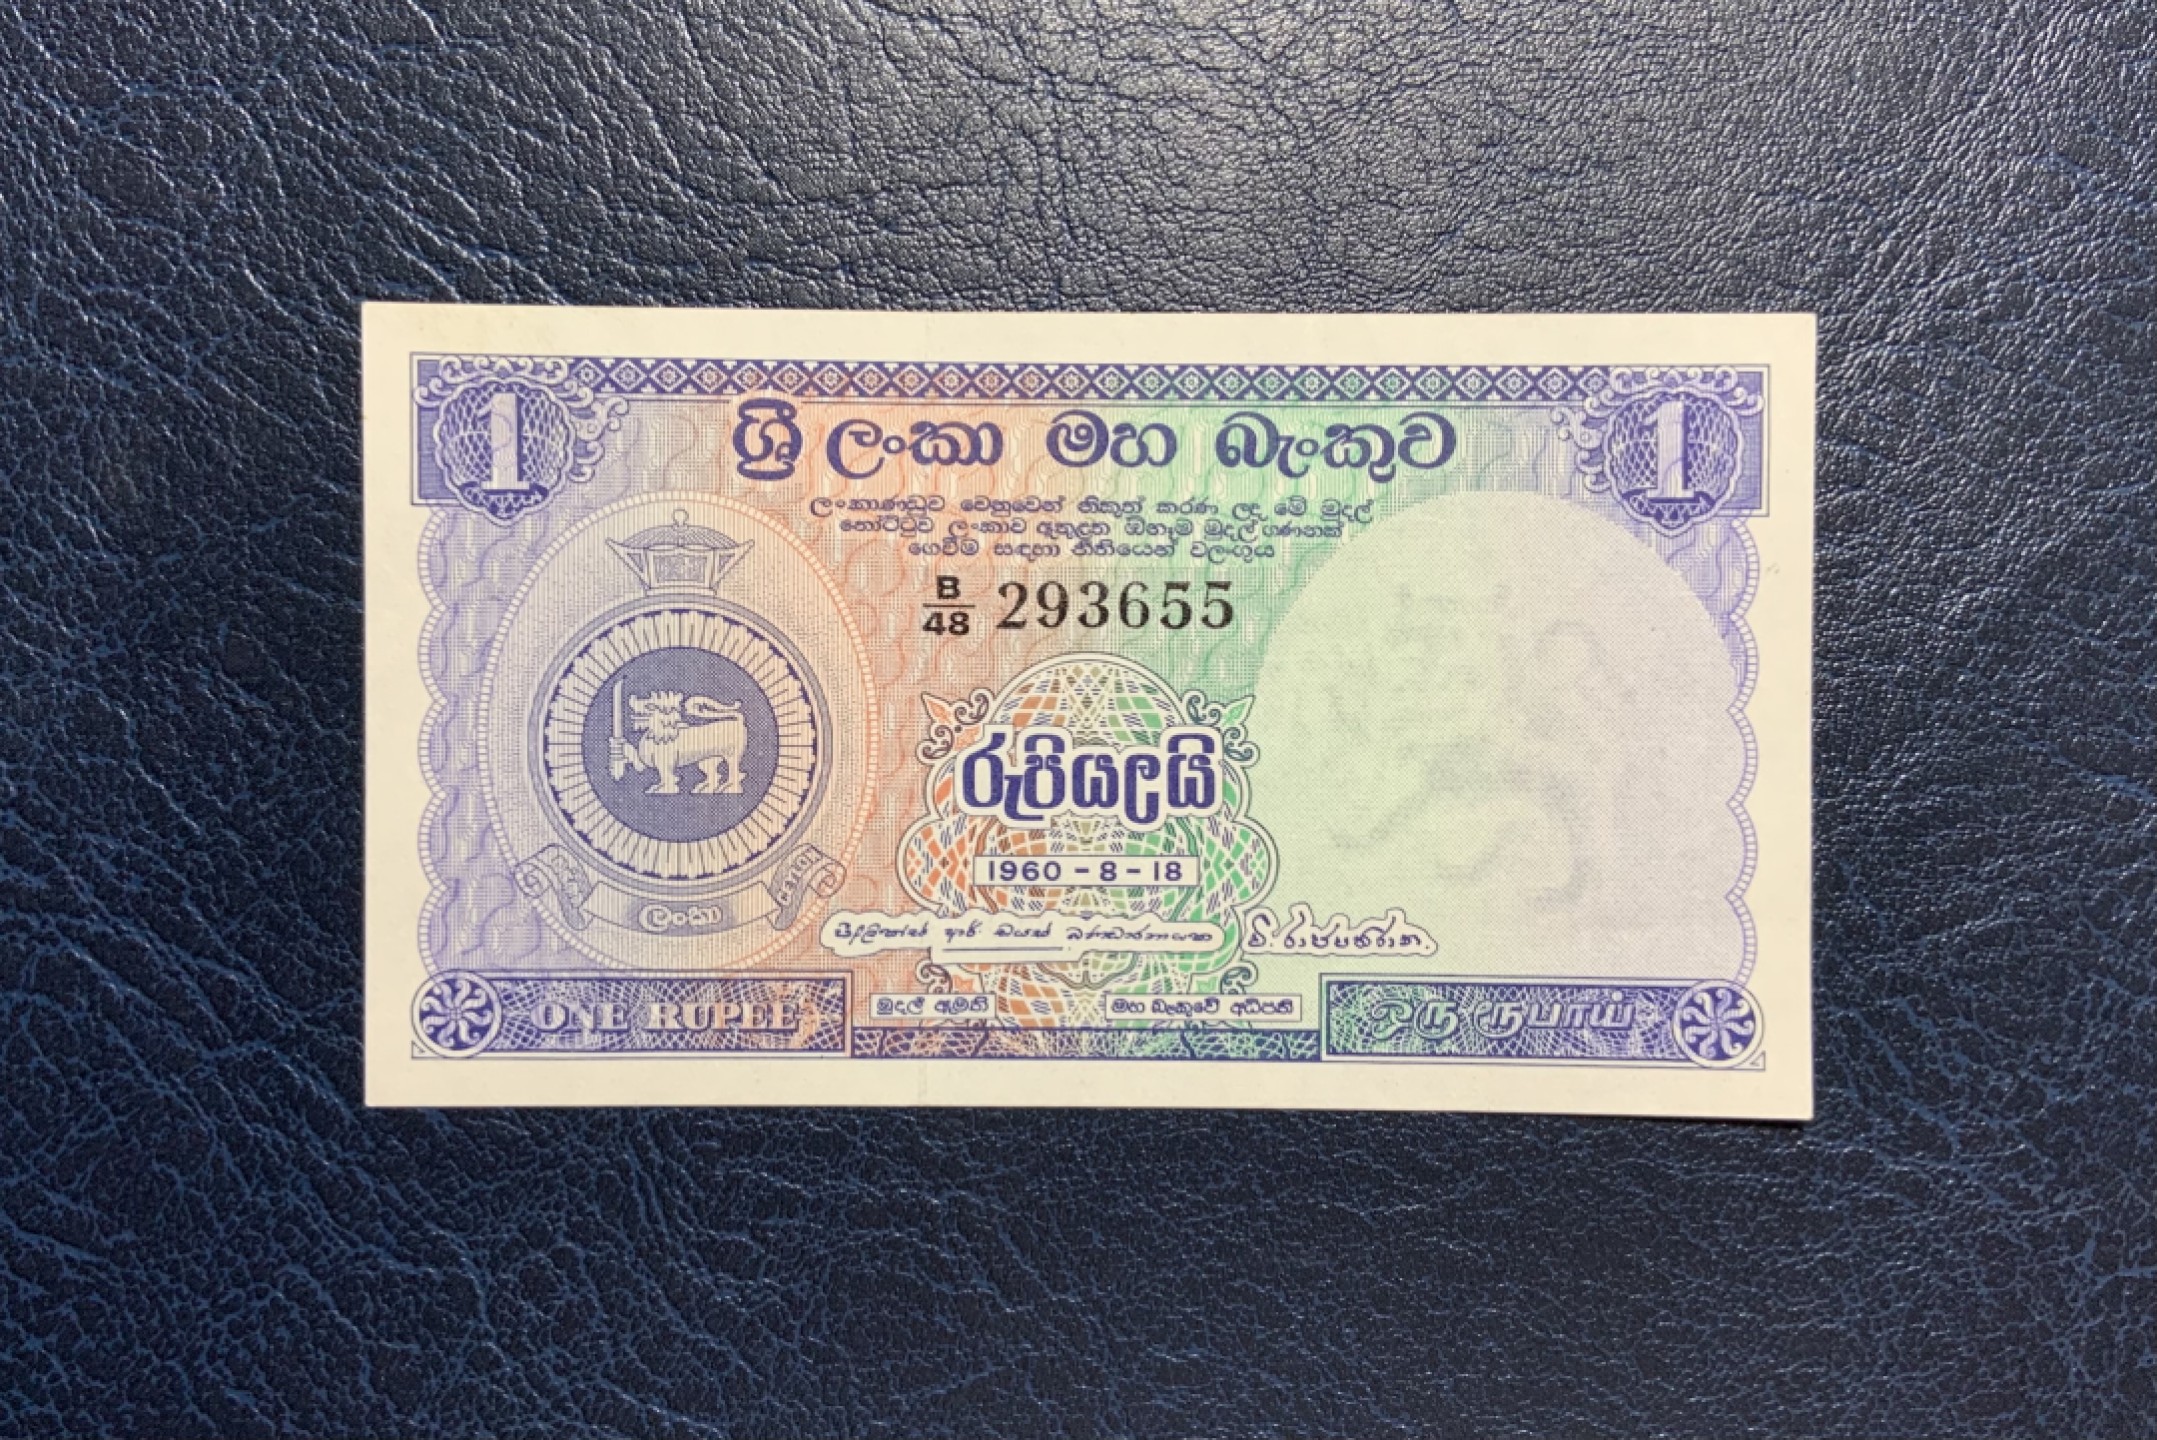 1 1
ශ්‍රී ලංකා මහ බැංකුව
ලංකාණ්ඩුව වෙනුවෙන් නිකුත් කරණ ලද මේ මුදල්
නෝට්ටුව ලංකාව ඇතුළත ඕනෑම මුදල් ගණනක්
ගෙවීම සඳහා නීතියෙන් වලංගුය
B/48 293655
රුපියලයි
1960-8-18
ලංකා
මුදල් ඇමති මහ බැංකුවේ අධිපති
ONE RUPEE ஒரு ரூபாய்